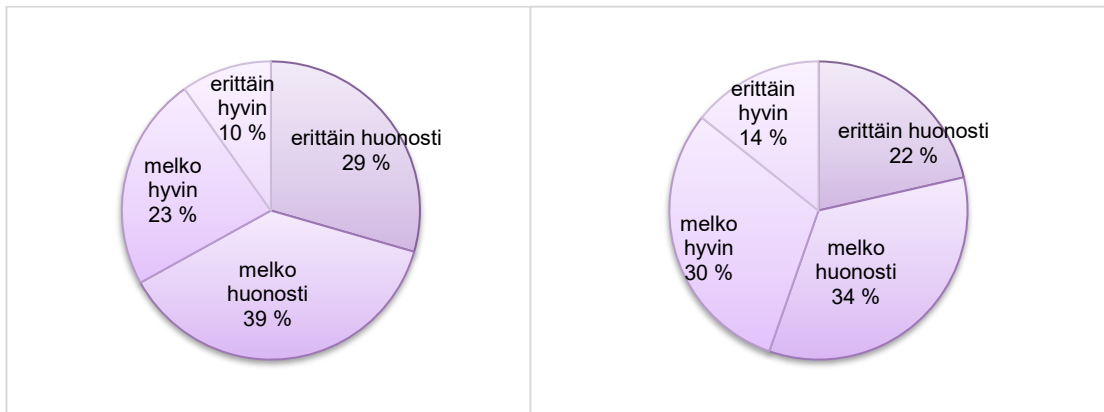 erittäin
hyvin
10 %
erittäin huonosti
29 %
melko
hyvin
23 %
melko
huonosti
39 %
erittäin
hyvin
14 %
erittäin huonosti
22 %
melko
hyvin
30 %
melko
huonosti
34 %